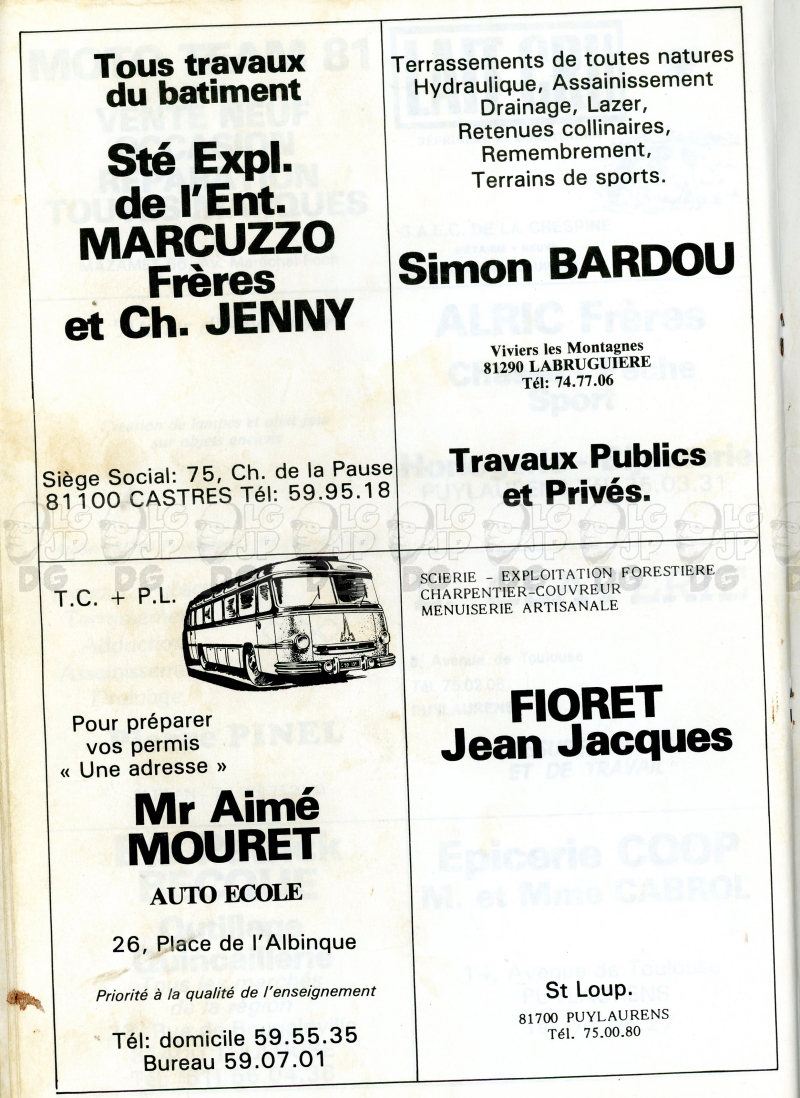 Tous travaux
du batiment
Sté Expl.
de l'Ent.
MARCUZZO
Frères
et Ch. JENNY
Siège Social: 75, Ch. de la Pause
81100 CASTRES Tél: 59.95.18
Terrassements de toutes natures
Hydraulique, Assainissement
Drainage, Lazer,
Retenues collinaires,
Remembrement,
Terrains de sports.
Simon BARDOU
Viviers les Montagnes
81290 LABRUGUIERE
Tél: 74.77.06
Travaux Publics
et Privés.
T.C. + P.L.
Pour préparer
vos permis
« Une adresse »
Mr Aimé
MOURET
AUTO ECOLE
26, Place de l'Albinque
Priorité à la qualité de l'enseignement
Tél: domicile 59.55.35
Bureau 59.07.01
SCIERIE - EXPLOITATION FORESTIERE
CHARPENTIER-COUVREUR
MENUISERIE ARTISANALE
FIORET
Jean Jacques
St Loup.
81700 PUYLAURENS
Tél. 75.00.80
LG
JP
DG